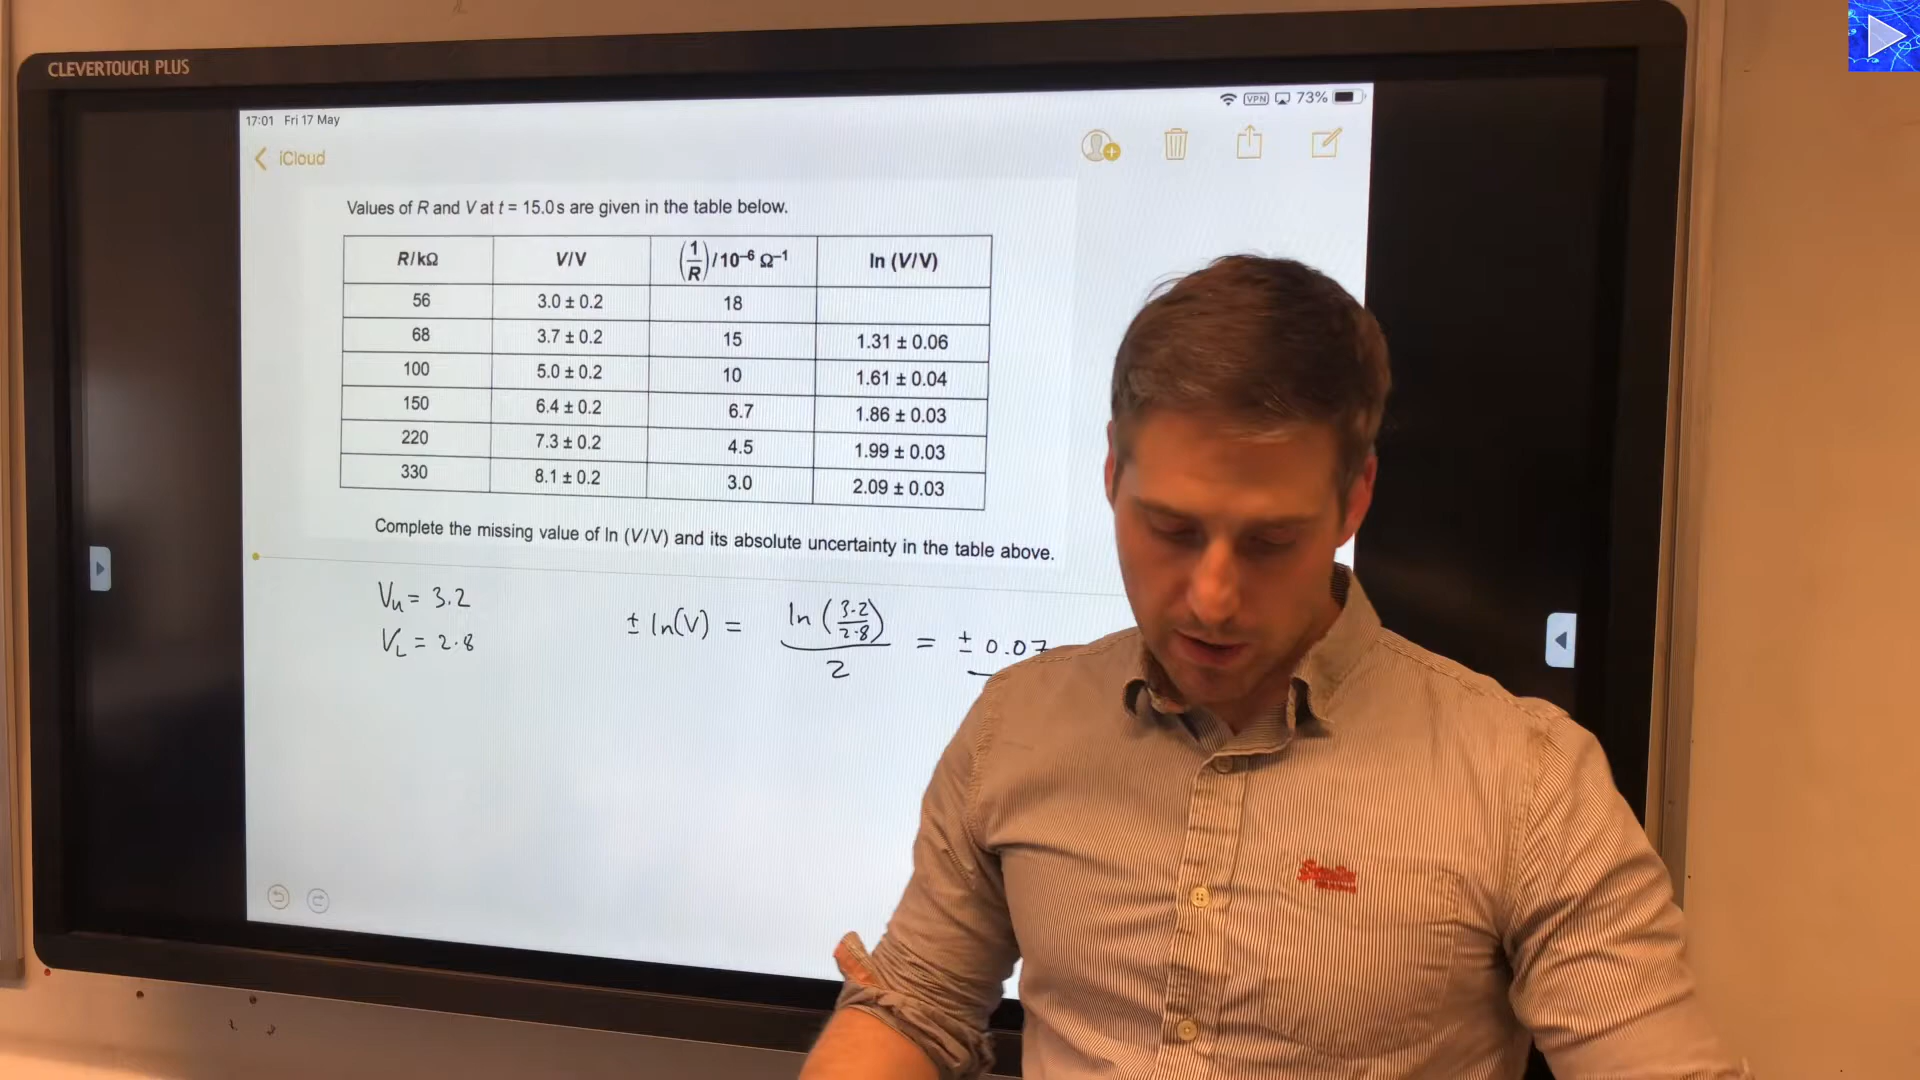 CLEVERTOUCH PLUS
17:01 Fri 17 May
VPN 73%
iCloud
Values of R and V at t = 15.0 s are given in the table below.
R/kΩ V/V (1/R)/10⁻⁶ Ω⁻¹ ln (V/V)
56 3.0 ± 0.2 18
68 3.7 ± 0.2 15 1.31 ± 0.06
100 5.0 ± 0.2 10 1.61 ± 0.04
150 6.4 ± 0.2 6.7 1.86 ± 0.03
220 7.3 ± 0.2 4.5 1.99 ± 0.03
330 8.1 ± 0.2 3.0 2.09 ± 0.03
Complete the missing value of ln (V/V) and its absolute uncertainty in the table above.
Vu = 3.2
VL = 2.8
± ln(V) = ln (3.2/2.8) / 2 = ± 0.07